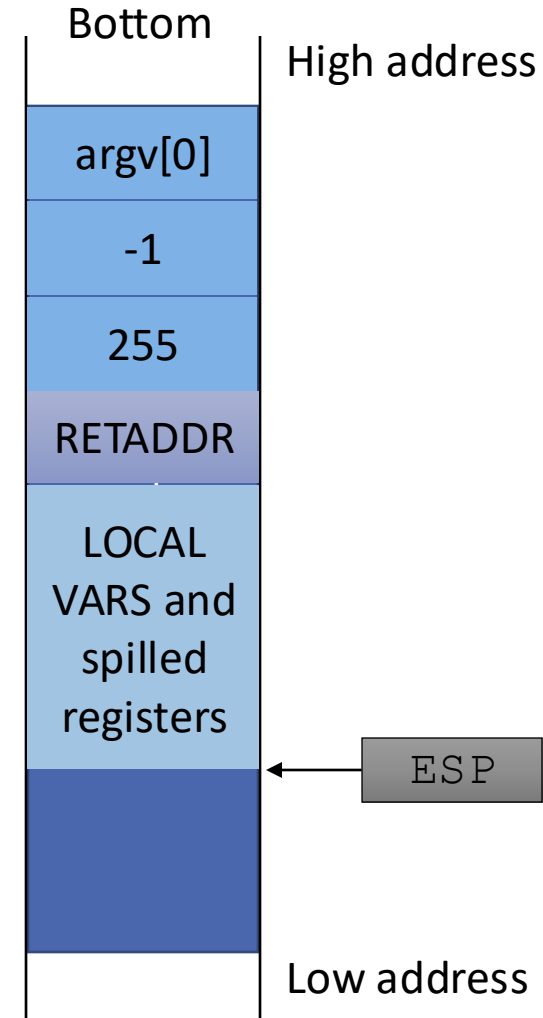 Bottom
High address
argv[0]
-1
255
RETADDR
LOCAL
VARS and
spilled
registers
ESP
Low address